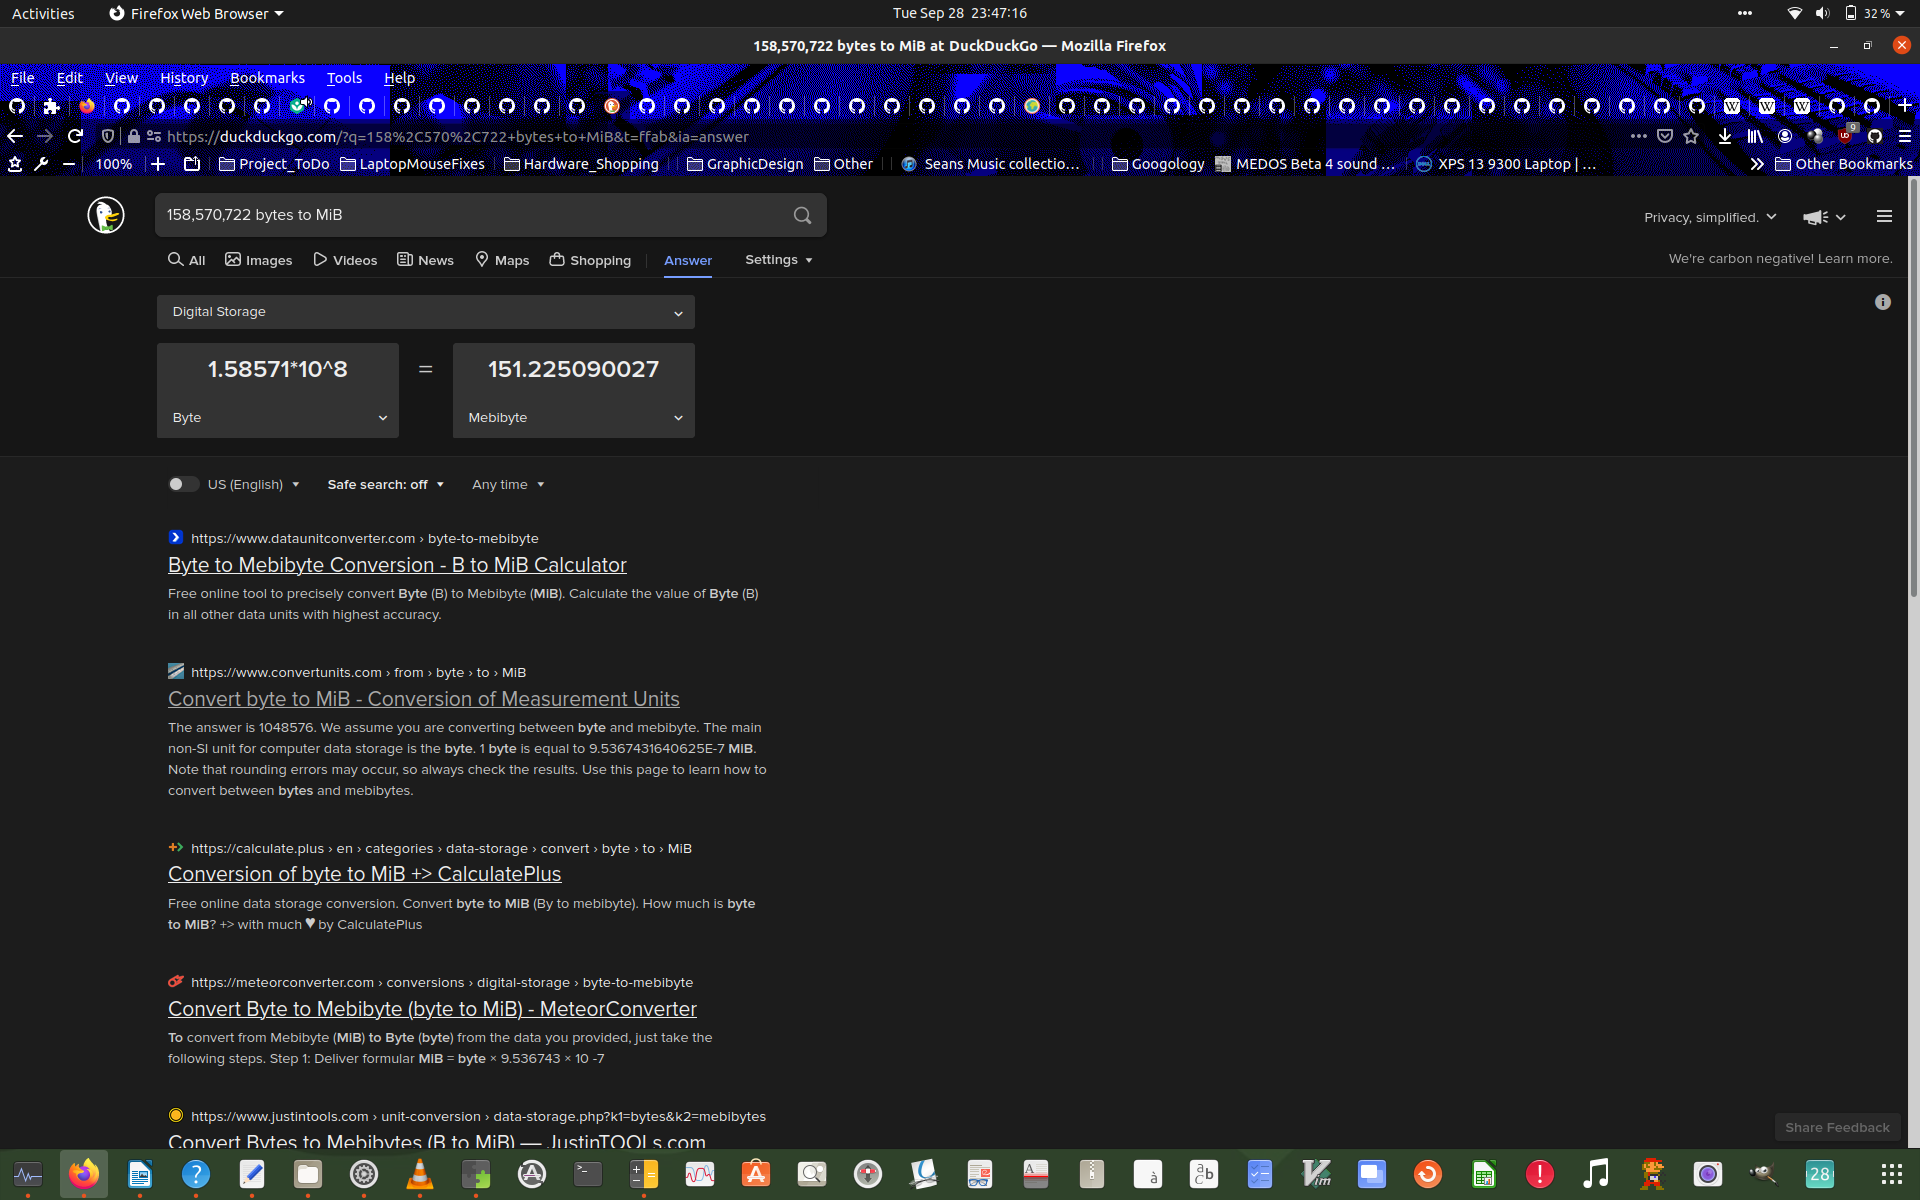 Activities
Firefox Web Browser
Tue Sep 28 23:47:16
32 %
158,570,722 bytes to MiB at DuckDuckGo — Mozilla Firefox
File Edit View History Bookmarks Tools Help
https://duckduckgo.com/?q=158%2C570%2C722+bytes+to+MiB&t=ffab&ia=answer
9
100% Project_ToDo LaptopMouseFixes Hardware_Shopping GraphicDesign Other Seans Music collectio… Googology MEDOS Beta 4 sound … XPS 13 9300 Laptop | … Other Bookmarks
158,570,722 bytes to MiB
Privacy, simplified.
All Images Videos News Maps Shopping Answer Settings
We're carbon negative! Learn more.
Digital Storage
1.58571*10^8 = 151.225090027
Byte Mebibyte
US (English) Safe search: off Any time
https://www.dataunitconverter.com › byte-to-mebibyte
Byte to Mebibyte Conversion - B to MiB Calculator
Free online tool to precisely convert Byte (B) to Mebibyte (MiB). Calculate the value of Byte (B)
in all other data units with highest accuracy.
https://www.convertunits.com › from › byte › to › MiB
Convert byte to MiB - Conversion of Measurement Units
The answer is 1048576. We assume you are converting between byte and mebibyte. The main
non-SI unit for computer data storage is the byte. 1 byte is equal to 9.5367431640625E-7 MiB.
Note that rounding errors may occur, so always check the results. Use this page to learn how to
convert between bytes and mebibytes.
https://calculate.plus › en › categories › data-storage › convert › byte › to › MiB
Conversion of byte to MiB +> CalculatePlus
Free online data storage conversion. Convert byte to MiB (By to mebibyte). How much is byte
to MiB? +> with much ♥ by CalculatePlus
https://meteorconverter.com › conversions › digital-storage › byte-to-mebibyte
Convert Byte to Mebibyte (byte to MiB) - MeteorConverter
To convert from Mebibyte (MiB) to Byte (byte) from the data you provided, just take the
following steps. Step 1: Deliver formular MiB = byte × 9.536743 × 10 -7
https://www.justintools.com › unit-conversion › data-storage.php?k1=bytes&k2=mebibytes
Convert Bytes to Mebibytes (B to MiB) — JustinTOOLs.com
Share Feedback
28